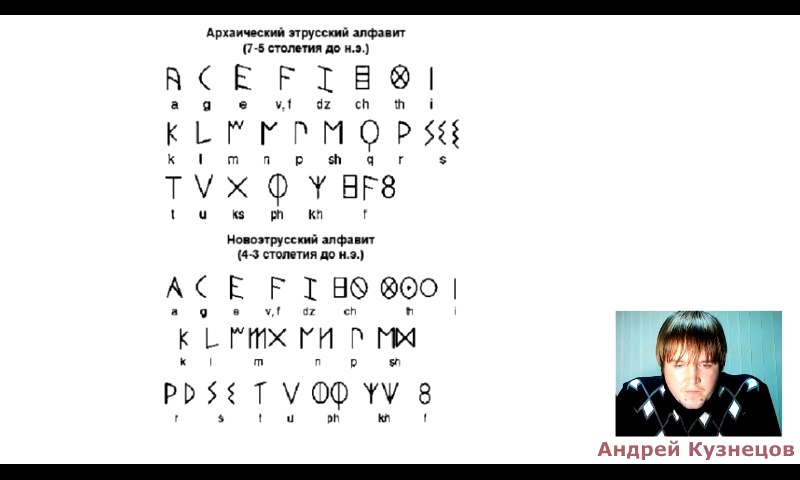 Архаический этрусский алфавит
(7-5 столетия до н.э.)
a g e v,f dz ch th i
k l m n p sh q r s
t u ks ph kh f
Новоэтрусский алфавит
(4-3 столетия до н.э.)
a g e v,f dz ch th i
k l m n p sh
r s t u ph kh f
Андрей Кузнецов